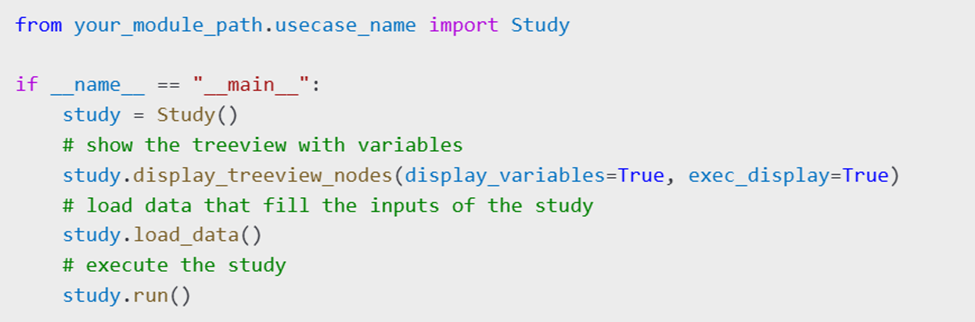 from your_module_path.usecase_name import Study
if __name__ == "__main__":
study = Study()
# show the treeview with variables
study.display_treeview_nodes(display_variables=True, exec_display=True)
# load data that fill the inputs of the study
study.load_data()
# execute the study
study.run()